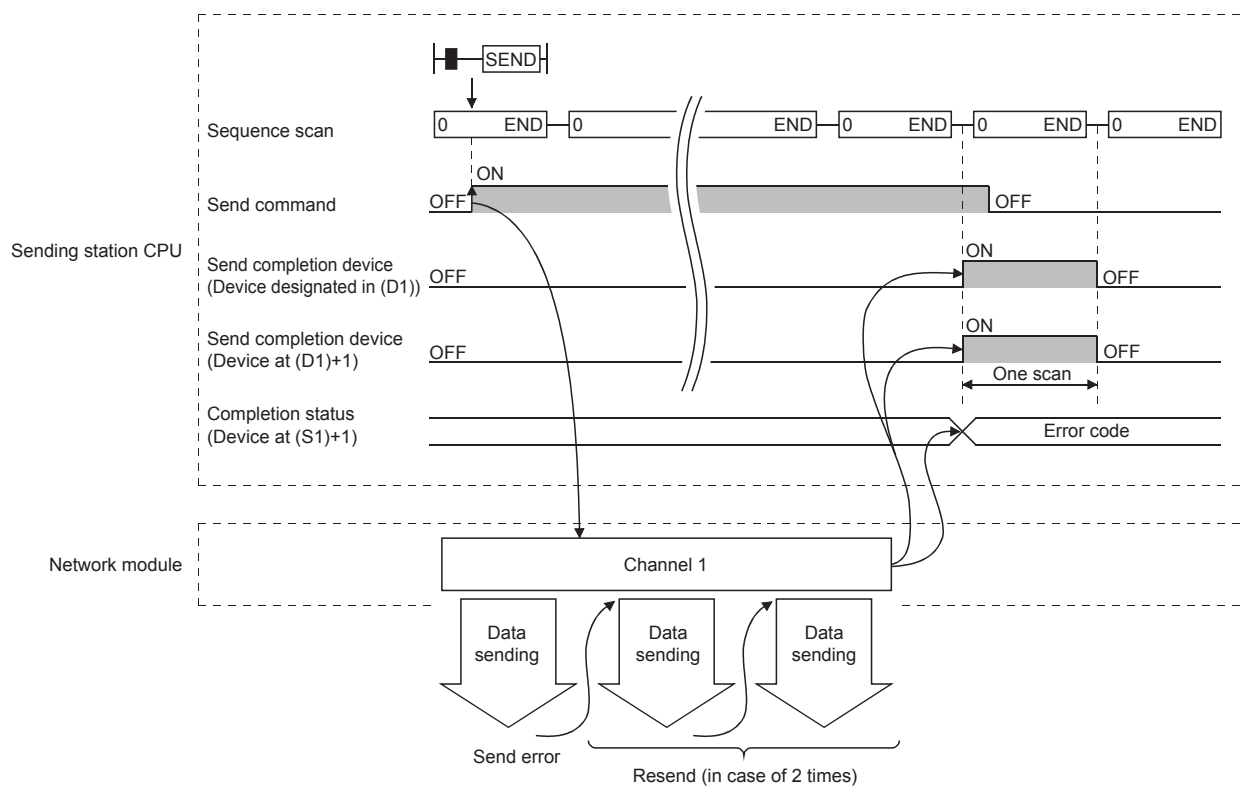 SEND
Sequence scan
0 END 0 END 0 END 0 END 0 END
ON
Send command
OFF
OFF
Sending station CPU
Send completion device
(Device designated in (D1))
OFF
ON
OFF
Send completion device
(Device at (D1)+1)
OFF
ON
OFF
One scan
Completion status
(Device at (S1)+1)
Error code
Network module
Channel 1
Data
sending
Data
sending
Data
sending
Send error
Resend (in case of 2 times)